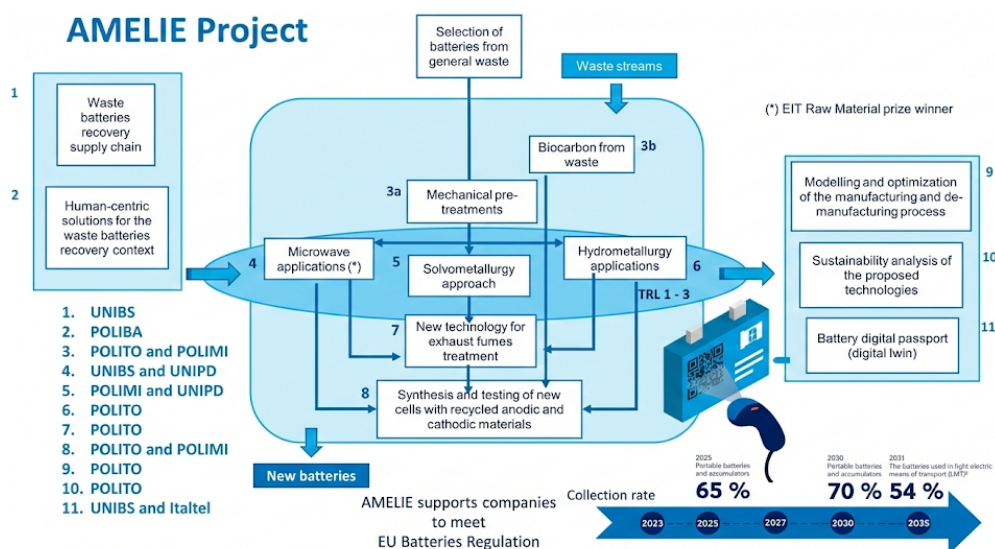 AMELIE Project
Selection of
batteries from
general waste
Waste streams
(*) EIT Raw Material prize winner
1
Waste
batteries
recovery
supply chain
2
Human-centric
solutions for the
waste batteries
recovery context
Biocarbon from
waste
3b
3a
Mechanical pre-
treatments
4
Microwave
applications (*)
5
Solvometallurgy
approach
Hydrometallurgy
applications
6
TRL 1 - 3
7
New technology for
exhaust fumes
treatment
8
Synthesis and testing of new
cells with recycled anodic and
cathodic materials
9
Modelling and optimization
of the manufacturing and de-
manufacturing process
10
Sustainability analysis of
the proposed
technologies
11
Battery digital passport
(digital lwin)
1. UNIBS
2. POLIBA
3. POLITO and POLIMI
4. UNIBS and UNIPD
5. POLIMI and UNIPD
6. POLITO
7. POLITO
8. POLITO and POLIMI
9. POLITO
10. POLITO
11. UNIBS and Italtel
New batteries
AMELIE supports companies
to meet
EU Batteries Regulation
Collection rate
2025
Portable batteries
and accumulators
65 %
2030
Portable batteries
and accumulators
70 %
2031
The batteries used in light electric
means of transport (LMT)
54 %
2023
2025
2027
2030
2035